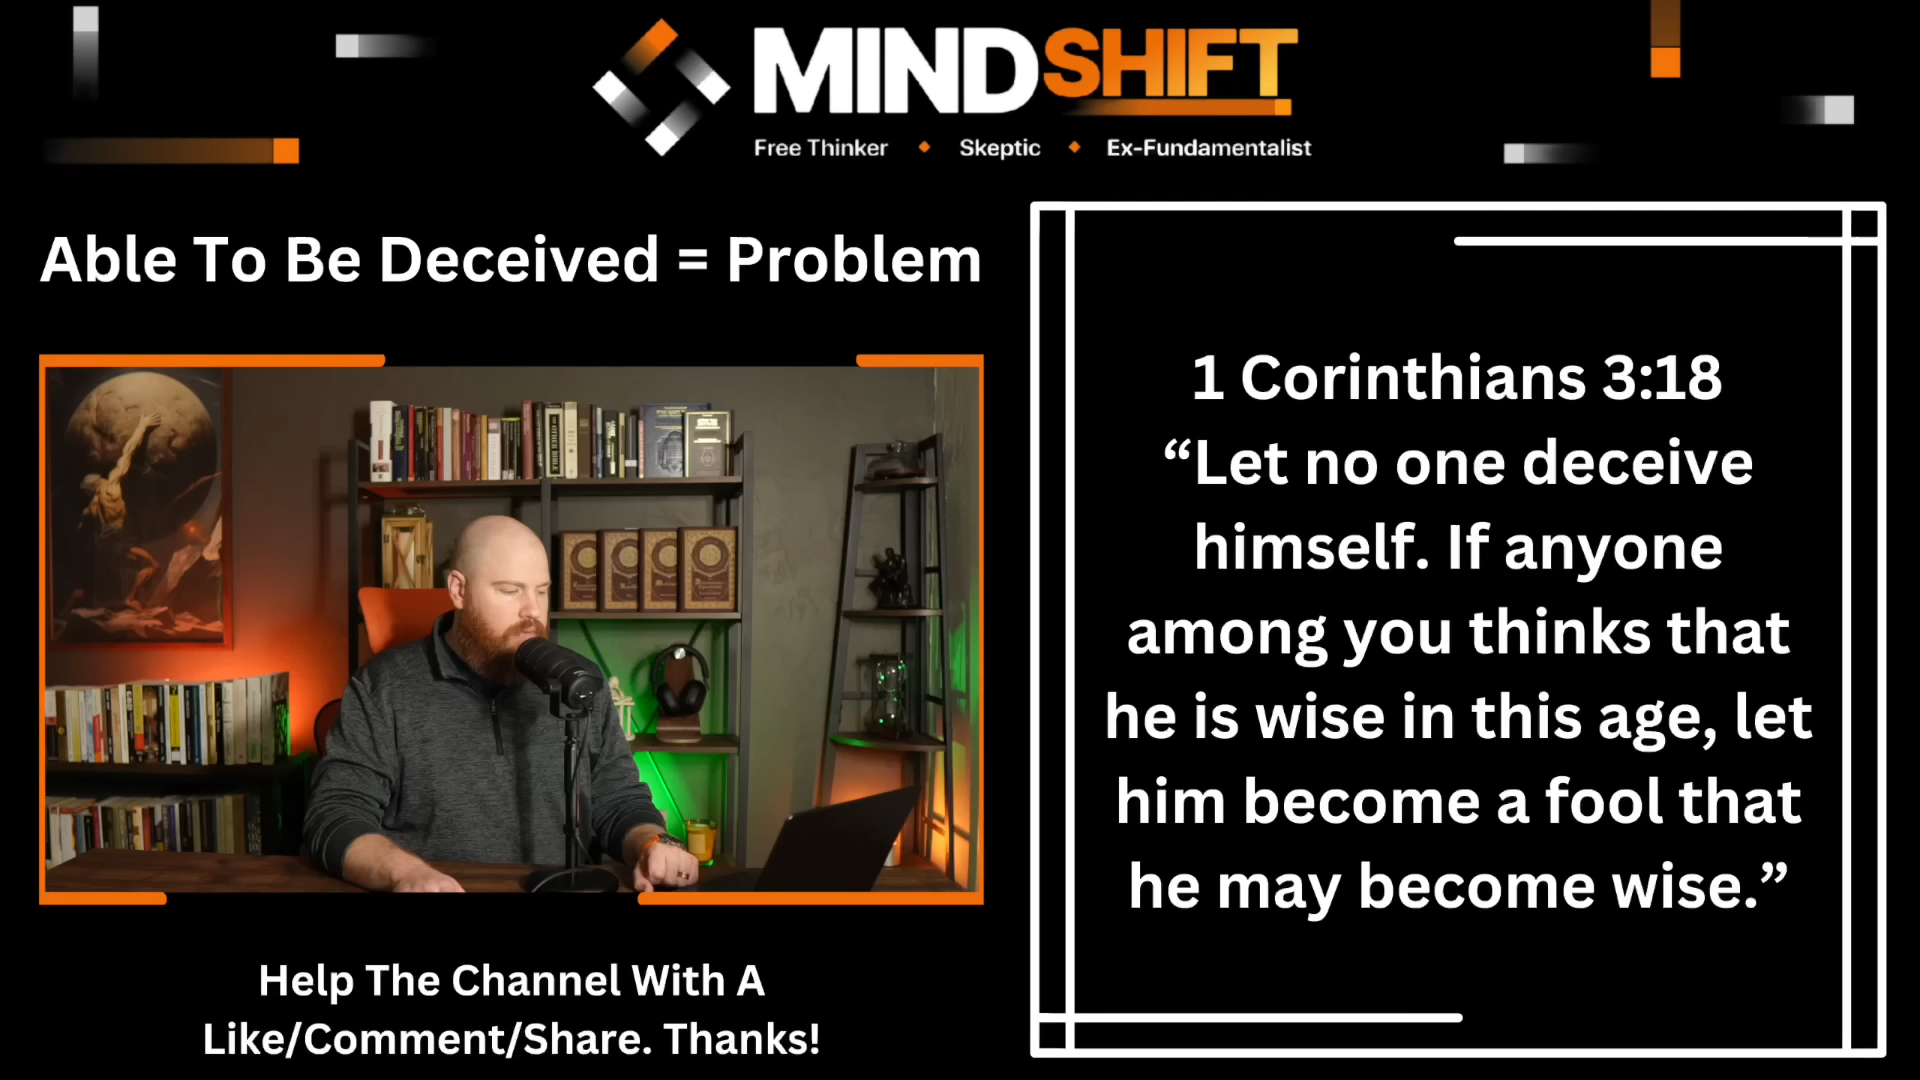 MINDSHIFT
Free Thinker ◆ Skeptic ◆ Ex-Fundamentalist
Able To Be Deceived = Problem
1 Corinthians 3:18
“Let no one deceive
himself. If anyone
among you thinks that
he is wise in this age, let
him become a fool that
he may become wise.”
Help The Channel With A
Like/Comment/Share. Thanks!